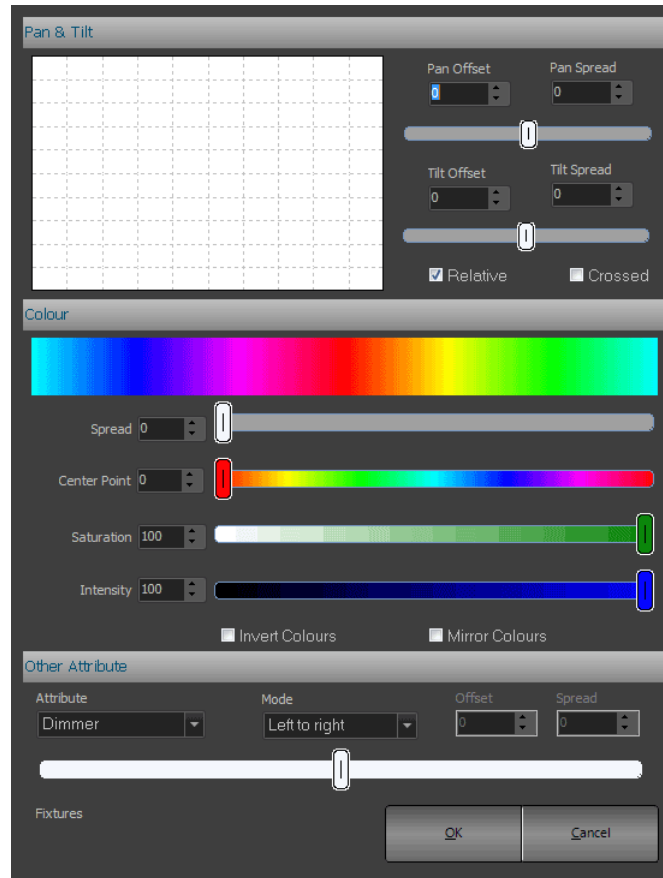 Pan & Tilt
Pan Offset Pan Spread
0 0
Tilt Offset Tilt Spread
0 0
Relative Crossed
Colour
Spread 0
Center Point 0
Saturation 100
Intensity 100
Invert Colours Mirror Colours
Other Attribute
Attribute Mode Offset Spread
Dimmer Left to right 0 0
Fixtures
OK Cancel